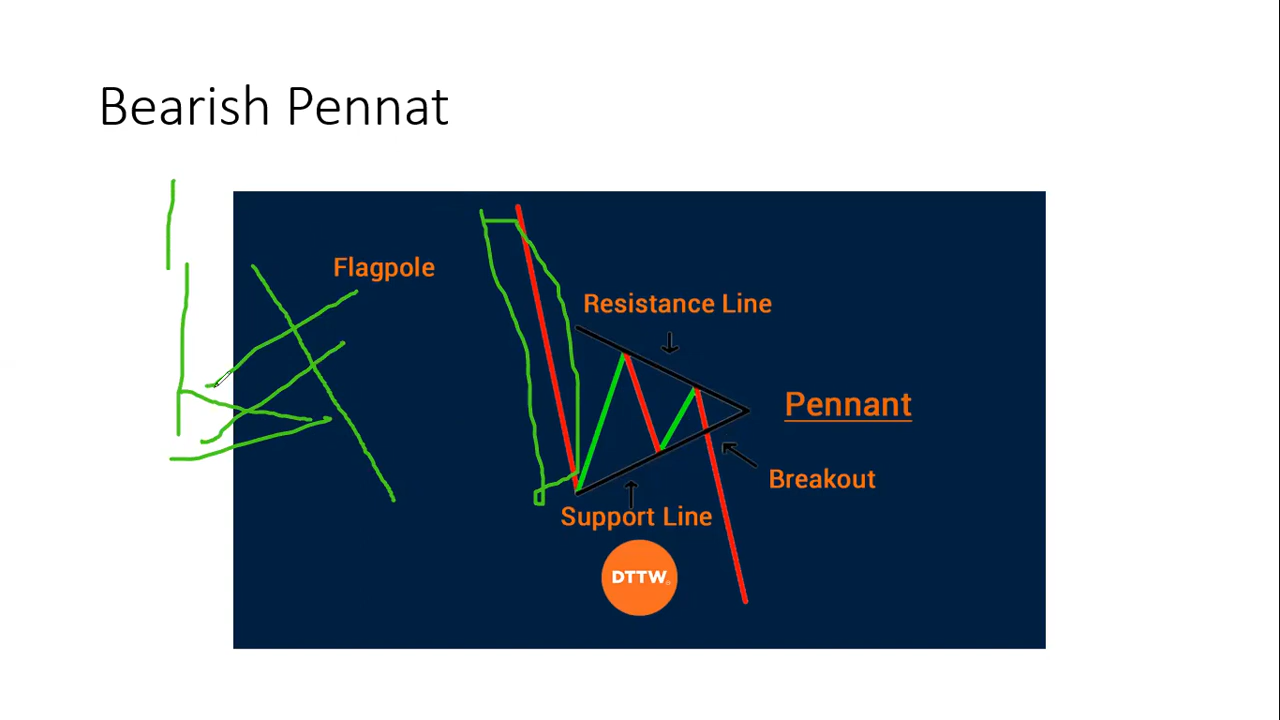 Bearish Pennat
Flagpole
Resistance Line
Pennant
Breakout
Support Line
DTTW